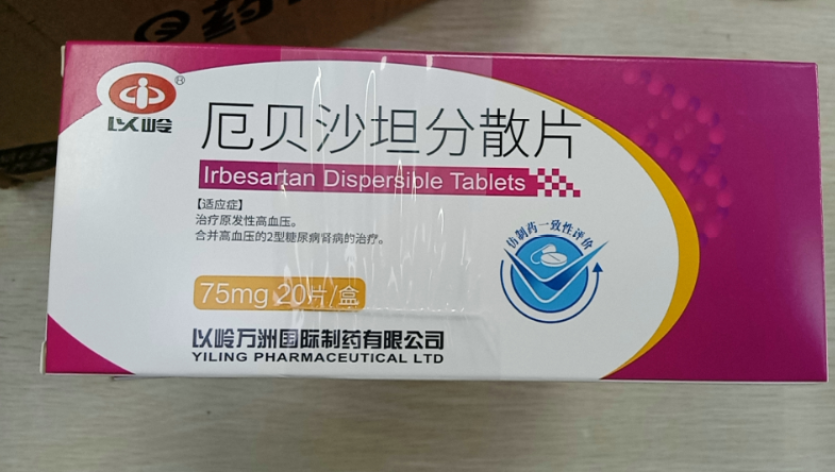 药
以岭
®
厄贝沙坦分散片
Irbesartan Dispersible Tablets
【适应症】
治疗原发性高血压。
合并高血压的2型糖尿病肾病的治疗。
仿制药一致性评价
75mg 20片/盒
以岭万洲国际制药有限公司
YILING PHARMACEUTICAL LTD